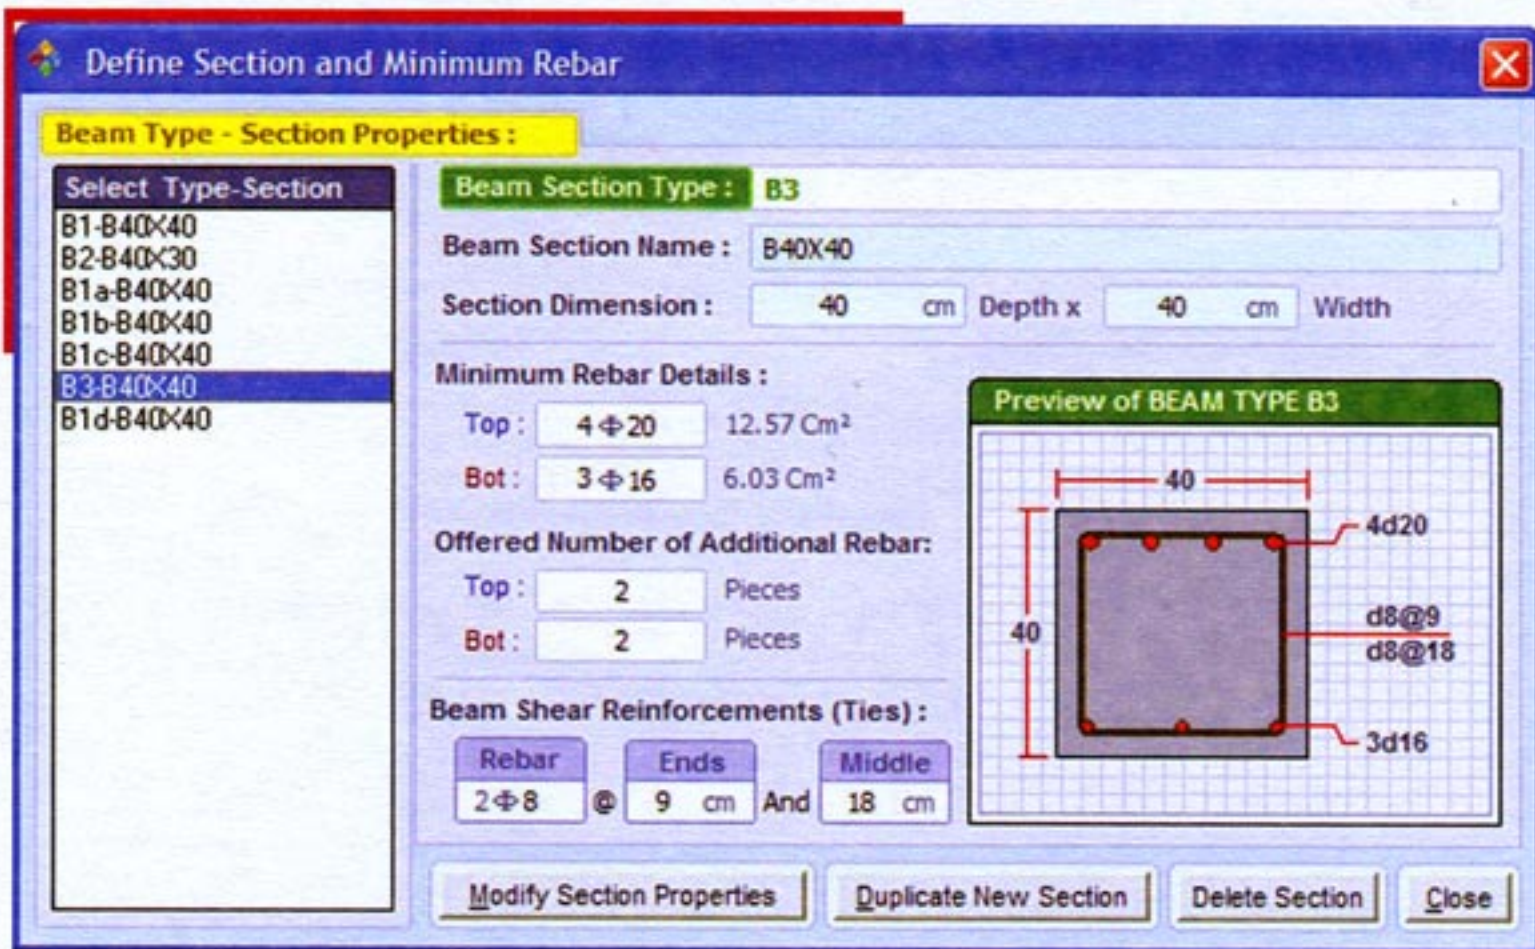 Define Section and Minimum Rebar
Beam Type - Section Properties :
Select Type-Section
B1-B40X40
B2-B40X30
B1a-B40X40
B1b-B40X40
B1c-B40X40
B3-B40X40
B1d-B40X40
Beam Section Type : B3
Beam Section Name : B40X40
Section Dimension : 40 cm Depth x 40 cm Width
Minimum Rebar Details :
Top : 4Φ20 12.57 Cm²
Bot : 3Φ16 6.03 Cm²
Offered Number of Additional Rebar:
Top : 2 Pieces
Bot : 2 Pieces
Beam Shear Reinforcements (Ties) :
Rebar Ends Middle
2Φ8 @ 9 cm And 18 cm
Preview of BEAM TYPE B3
40
4d20
40
d8@9
d8@18
3d16
Modify Section Properties Duplicate New Section Delete Section Close